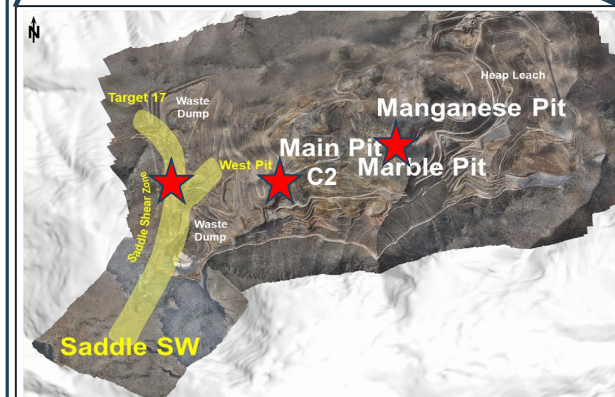 N
Heap Leach
Target 17
Waste
Dump
Manganese Pit
Main Pit
West Pit
Marble Pit
C2
Saddle Shear Zone
Waste
Dump
Saddle SW